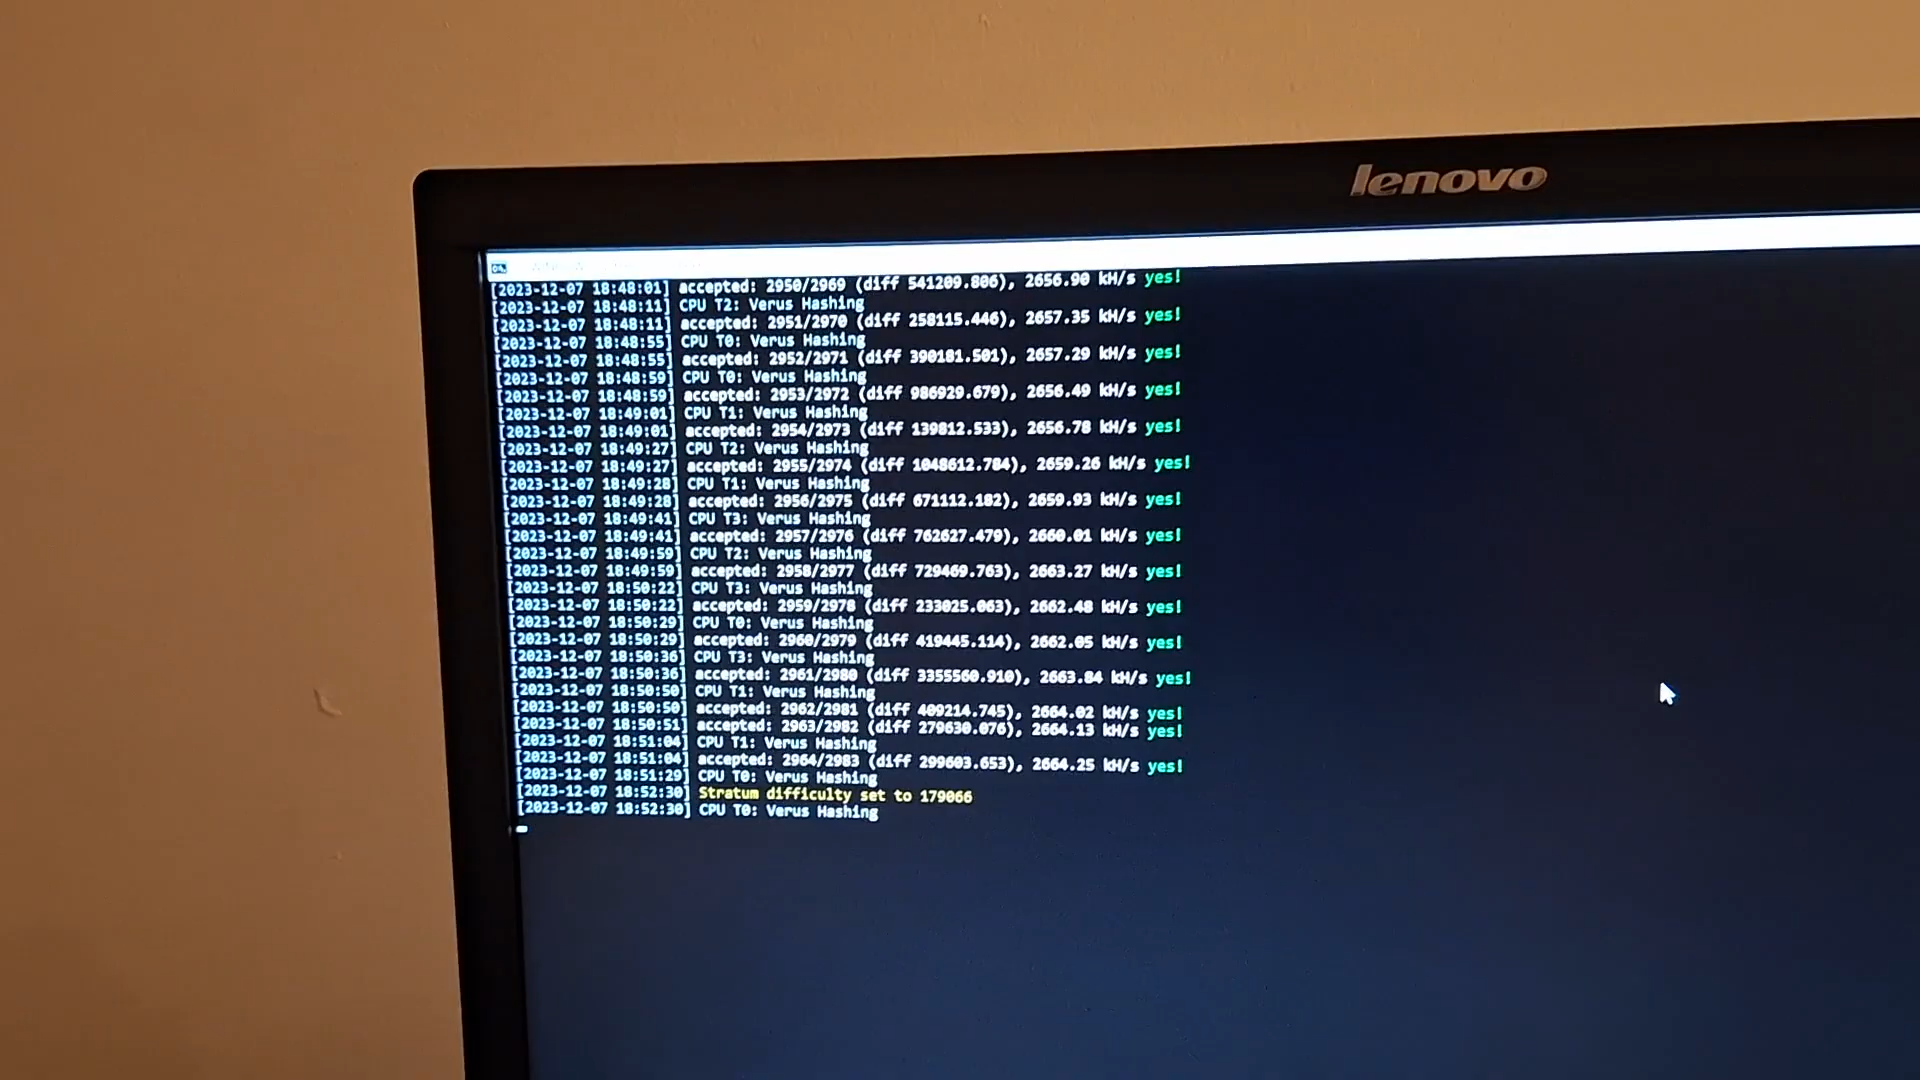 lenovo
[2023-12-07 18:48:01] accepted: 2950/2969 (diff 541209.806), 2656.90 kH/s yes!
[2023-12-07 18:48:11] CPU T2: Verus Hashing
[2023-12-07 18:48:11] accepted: 2951/2970 (diff 258115.446), 2657.35 kH/s yes!
[2023-12-07 18:48:55] CPU T0: Verus Hashing
[2023-12-07 18:48:55] accepted: 2952/2971 (diff 390181.501), 2657.29 kH/s yes!
[2023-12-07 18:48:59] CPU T0: Verus Hashing
[2023-12-07 18:48:59] accepted: 2953/2972 (diff 986929.679), 2656.49 kH/s yes!
[2023-12-07 18:49:01] CPU T1: Verus Hashing
[2023-12-07 18:49:01] accepted: 2954/2973 (diff 139812.533), 2656.78 kH/s yes!
[2023-12-07 18:49:27] CPU T2: Verus Hashing
[2023-12-07 18:49:27] accepted: 2955/2974 (diff 1048612.784), 2659.26 kH/s yes!
[2023-12-07 18:49:28] CPU T1: Verus Hashing
[2023-12-07 18:49:28] accepted: 2956/2975 (diff 671112.182), 2659.93 kH/s yes!
[2023-12-07 18:49:41] CPU T3: Verus Hashing
[2023-12-07 18:49:41] accepted: 2957/2976 (diff 762627.479), 2660.01 kH/s yes!
[2023-12-07 18:49:59] CPU T2: Verus Hashing
[2023-12-07 18:49:59] accepted: 2958/2977 (diff 729469.763), 2663.27 kH/s yes!
[2023-12-07 18:50:22] CPU T3: Verus Hashing
[2023-12-07 18:50:22] accepted: 2959/2978 (diff 233025.063), 2662.48 kH/s yes!
[2023-12-07 18:50:29] CPU T0: Verus Hashing
[2023-12-07 18:50:29] accepted: 2960/2979 (diff 419445.114), 2662.05 kH/s yes!
[2023-12-07 18:50:36] CPU T3: Verus Hashing
[2023-12-07 18:50:36] accepted: 2961/2980 (diff 3355560.910), 2663.84 kH/s yes!
[2023-12-07 18:50:50] CPU T1: Verus Hashing
[2023-12-07 18:50:50] accepted: 2962/2981 (diff 409214.745), 2664.02 kH/s yes!
[2023-12-07 18:50:51] accepted: 2963/2982 (diff 279630.076), 2664.13 kH/s yes!
[2023-12-07 18:51:04] CPU T1: Verus Hashing
[2023-12-07 18:51:04] accepted: 2964/2983 (diff 299603.653), 2664.25 kH/s yes!
[2023-12-07 18:51:29] CPU T0: Verus Hashing
[2023-12-07 18:52:30] Stratum difficulty set to 179066
[2023-12-07 18:52:30] CPU T0: Verus Hashing